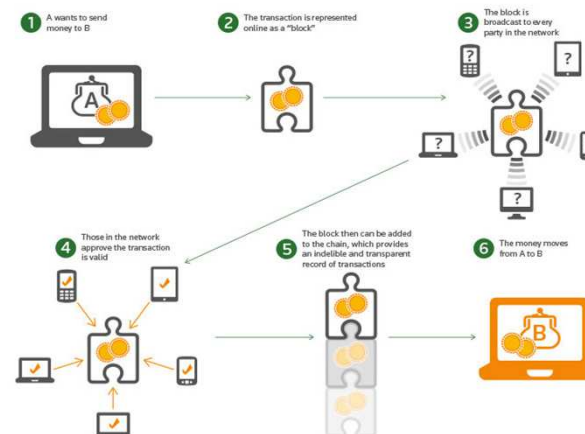 1
A wants to send
money to B
2
The transaction is represented
online as a “block”
3
The block is
broadcast to every
party in the network
A
?
?
?
?
4
Those in the network
approve the transaction
is valid
5
The block then can be added
to the chain, which provides
an indelible and transparent
record of transactions
6
The money moves
from A to B
B